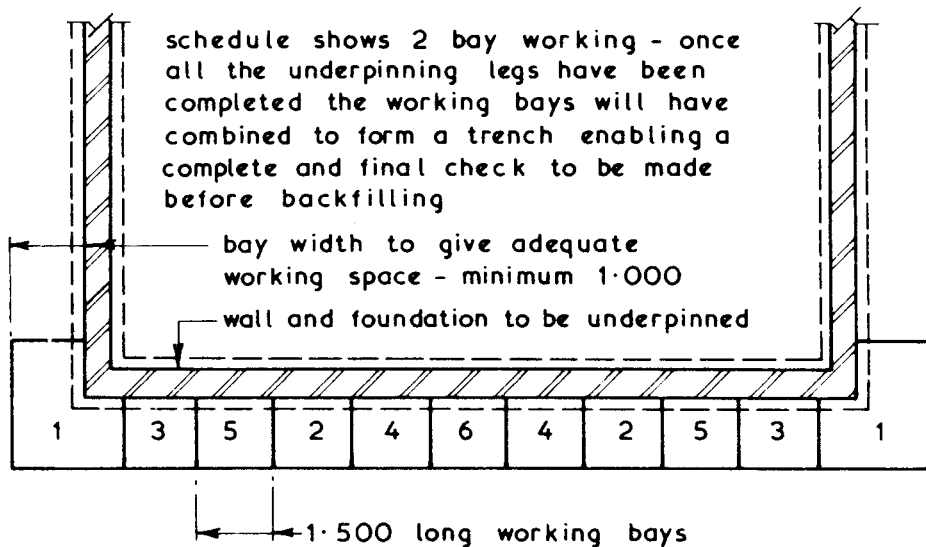 schedule shows 2 bay working - once
all the underpinning legs have been
completed the working bays will have
combined to form a trench enabling a
complete and final check to be made
before backfilling
bay width to give adequate
working space - minimum 1·000
wall and foundation to be underpinned
1 3 5 2 4 6 4 2 5 3 1
1·500 long working bays